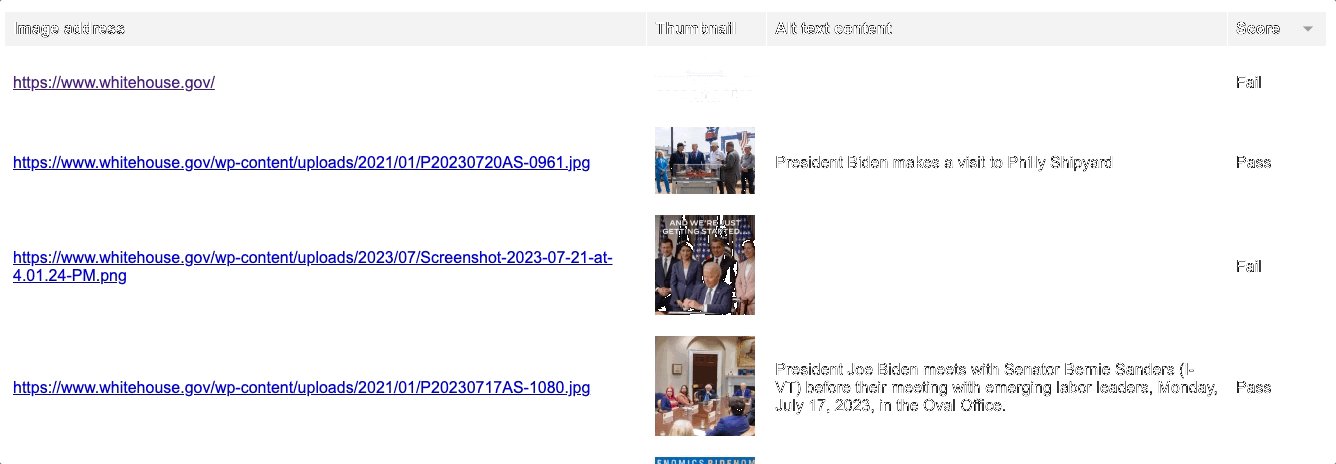 Image address Thumbnail Alt text content Score
https://www.whitehouse.gov/ Fail
https://www.whitehouse.gov/wp-content/uploads/2021/01/P20230720AS-0961.jpg President Biden makes a visit to Philly Shipyard Pass
AND WE'RE JUST
GETTING STARTED...
https://www.whitehouse.gov/wp-content/uploads/2023/07/Screenshot-2023-07-21-at-
4.01.24-PM.png Fail
President Joe Biden meets with Senator Bernie Sanders (I-
https://www.whitehouse.gov/wp-content/uploads/2021/01/P20230717AS-1080.jpg VT) before their meeting with emerging labor leaders, Monday, Pass
July 17, 2023, in the Oval Office.